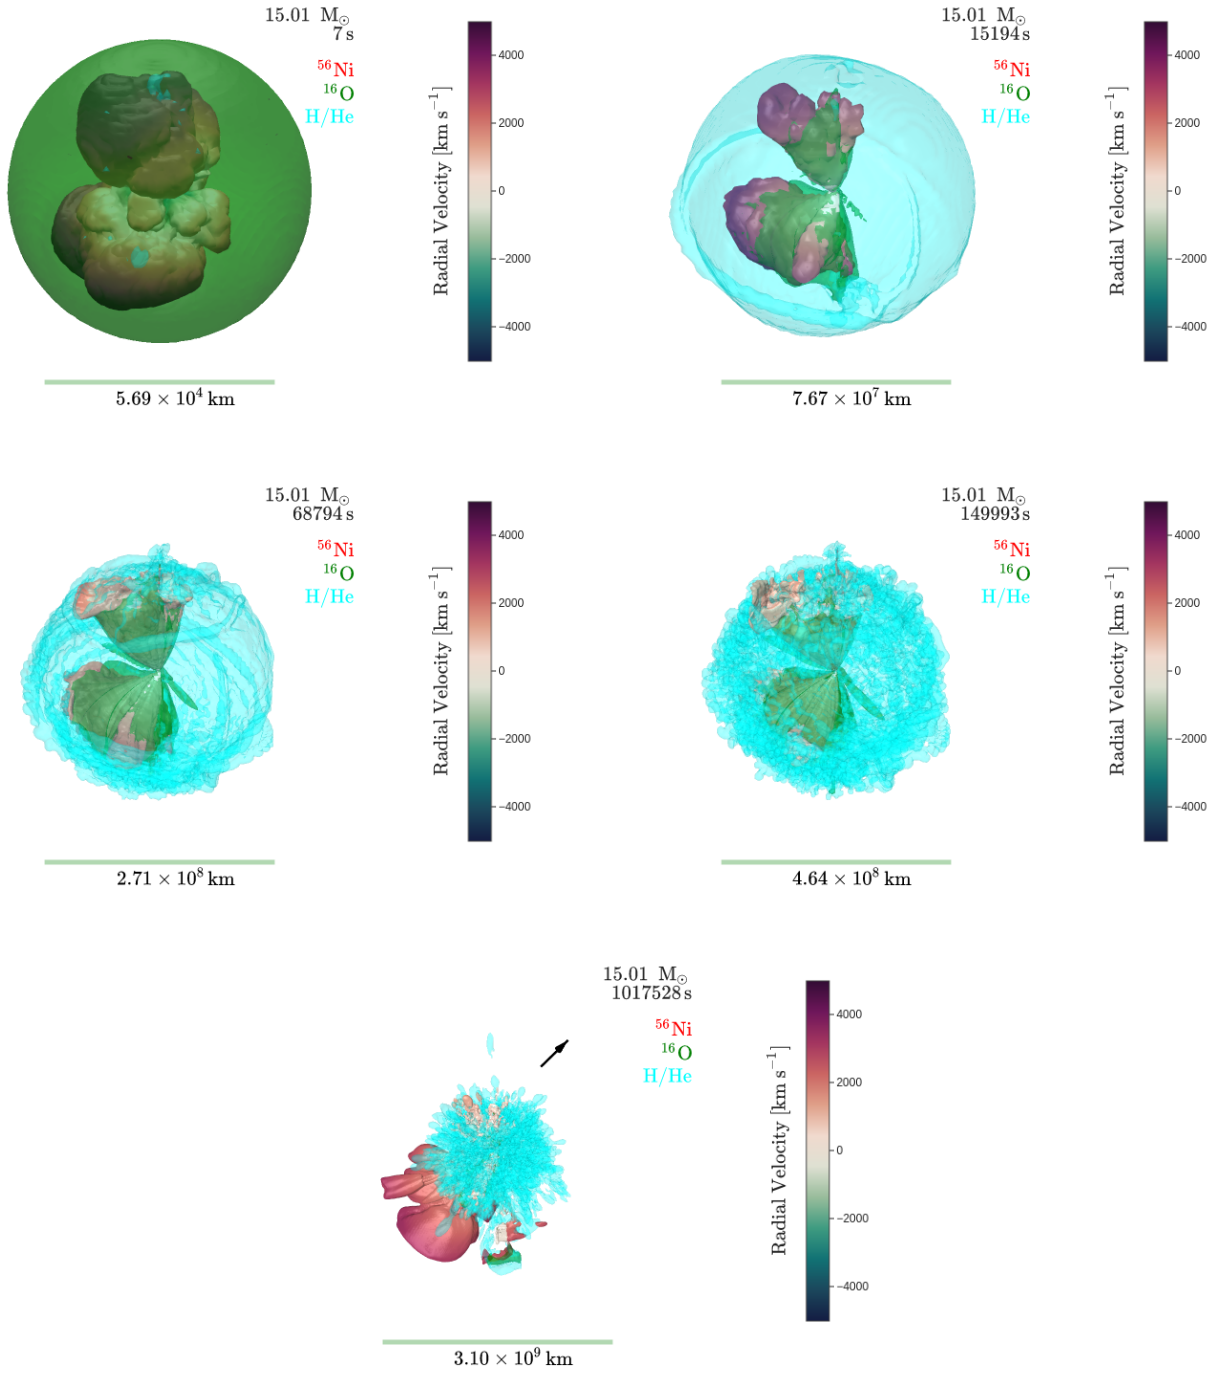 15.01 M☉
7 s
⁵⁶Ni
¹⁶O
H/He
Radial Velocity [km s⁻¹]
4000
2000
0
−2000
−4000
5.69 × 10⁴ km
15.01 M☉
15194 s
⁵⁶Ni
¹⁶O
H/He
Radial Velocity [km s⁻¹]
4000
2000
0
−2000
−4000
7.67 × 10⁷ km
15.01 M☉
68794 s
⁵⁶Ni
¹⁶O
H/He
Radial Velocity [km s⁻¹]
4000
2000
0
−2000
−4000
2.71 × 10⁸ km
15.01 M☉
149993 s
⁵⁶Ni
¹⁶O
H/He
Radial Velocity [km s⁻¹]
4000
2000
0
−2000
−4000
4.64 × 10⁸ km
15.01 M☉
1017528 s
⁵⁶Ni
¹⁶O
H/He
Radial Velocity [km s⁻¹]
4000
2000
0
−2000
−4000
3.10 × 10⁹ km